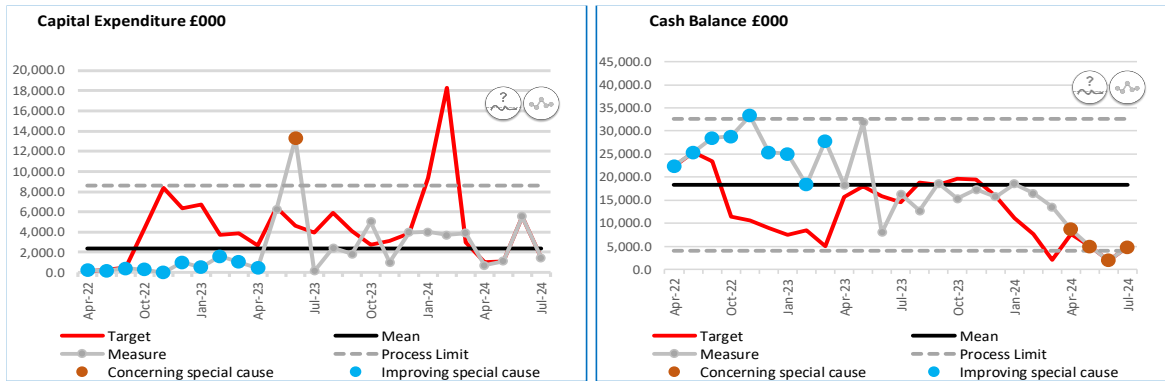 Capital Expenditure £000
20,000.0
18,000.0
16,000.0
14,000.0
12,000.0
10,000.0
8,000.0
6,000.0
4,000.0
2,000.0
0.0
?
Apr-22
Oct-22
Jan-23
Apr-23
Jul-23
Oct-23
Jan-24
Apr-24
Jul-24
Target
Mean
Measure
Process Limit
Concerning special cause
Improving special cause
Cash Balance £000
45,000.0
40,000.0
35,000.0
30,000.0
25,000.0
20,000.0
15,000.0
10,000.0
5,000.0
0.0
?
Apr-22
Oct-22
Jan-23
Apr-23
Jul-23
Oct-23
Jan-24
Apr-24
Jul-24
Target
Mean
Measure
Process Limit
Concerning special cause
Improving special cause